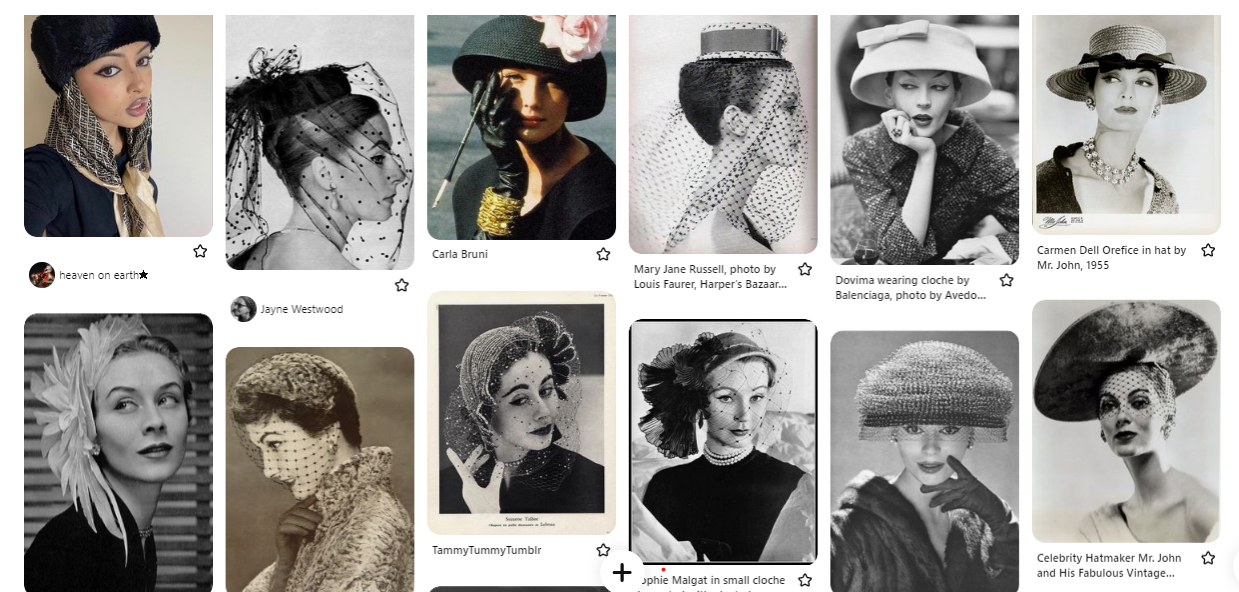 heaven on earth★
Jayne Westwood
Carla Bruni
Mary Jane Russell, photo by
Louis Faurer, Harper's Bazaar...
Dovima wearing cloche by
Balenciaga, photo by Avedo...
Carmen Dell Orefice in hat by
Mr. John, 1955
Suzanne Talbot
TammyTummyTumblr
ophie Malgat in small cloche
Celebrity Hatmaker Mr. John
and His Fabulous Vintage...